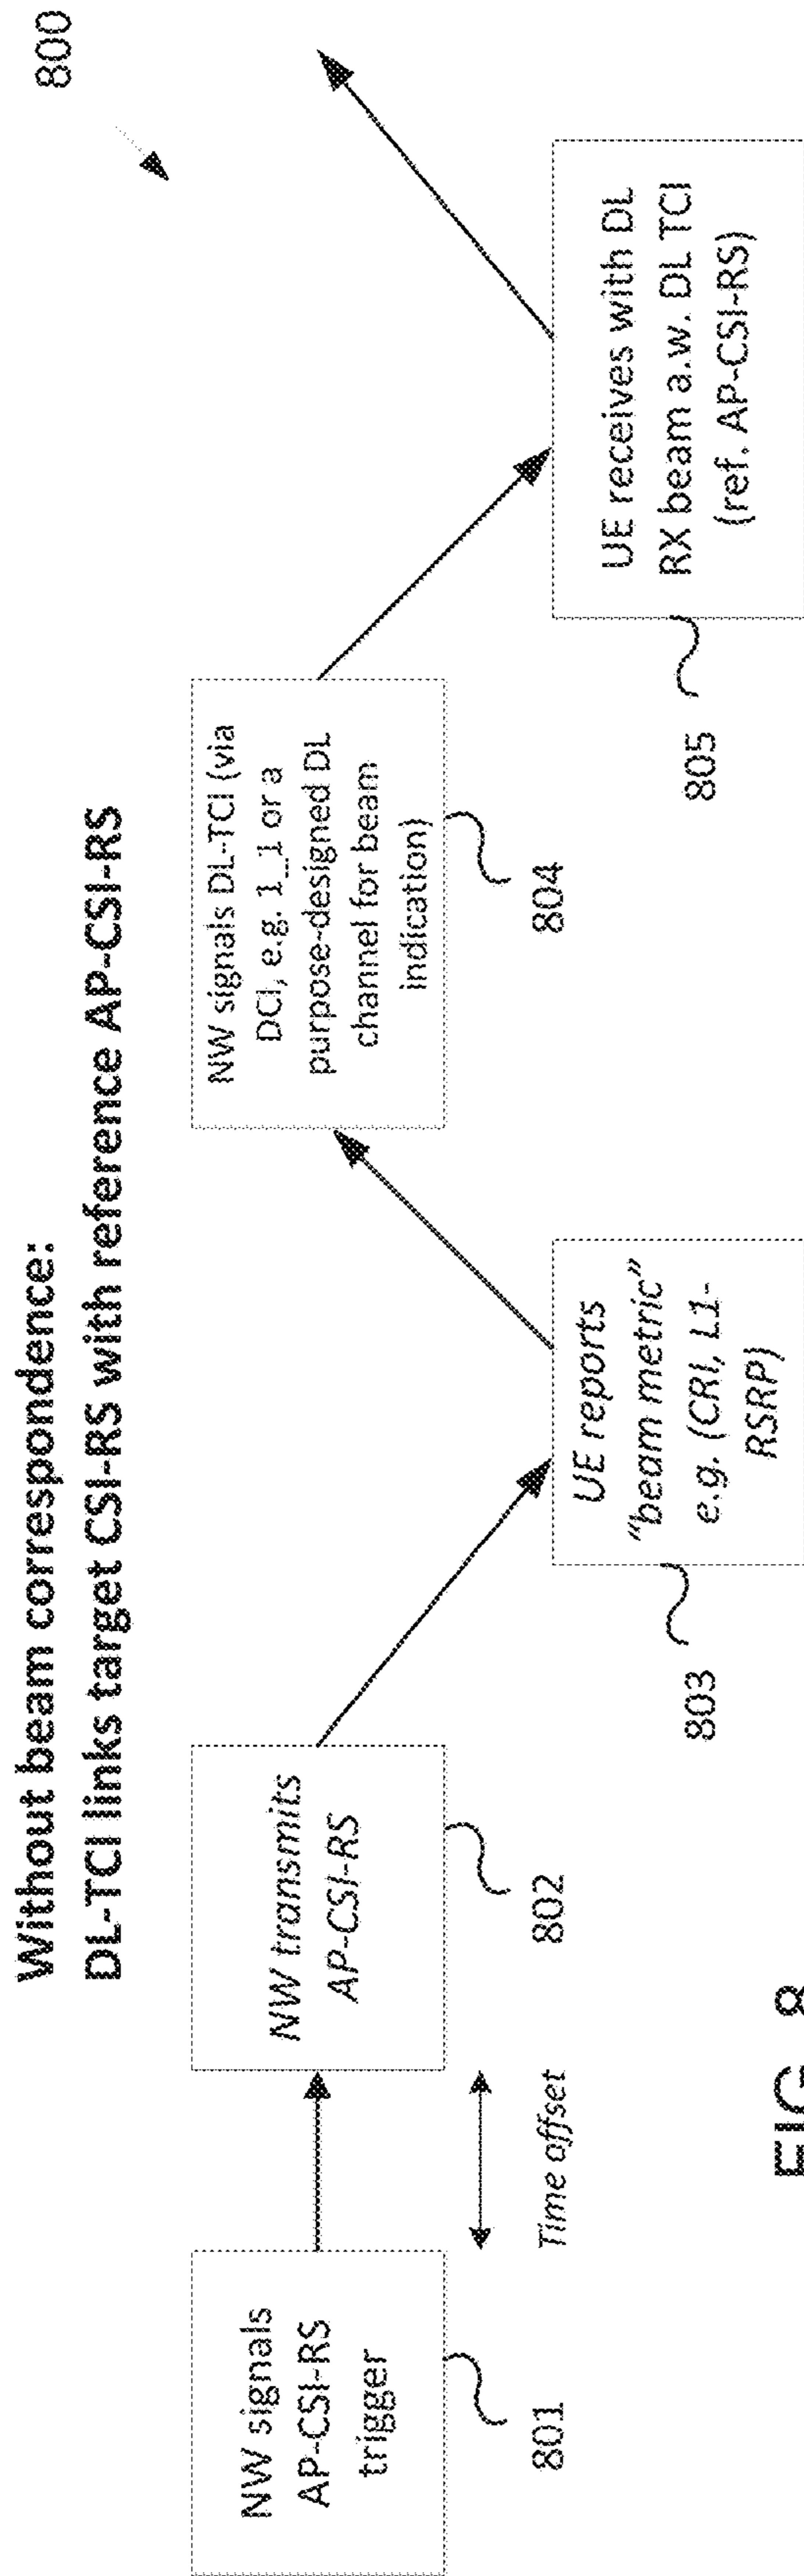 800
Without beam correspondence:
DL-TCI links target CSI-RS with reference AP-CSI-RS
NW signals
AP-CSI-RS
trigger
801
Time offset
NW transmits
AP-CSI-RS
802
UE reports
“beam metric”
e.g. (CRI, L1-
RSRP)
803
NW signals DL-TCI (via
DCI, e.g. 1_1 or a
purpose-designed DL
channel for beam
indication)
804
UE receives with DL
RX beam a.w. DL TCI
(ref. AP-CSI-RS)
805
FIG. 8